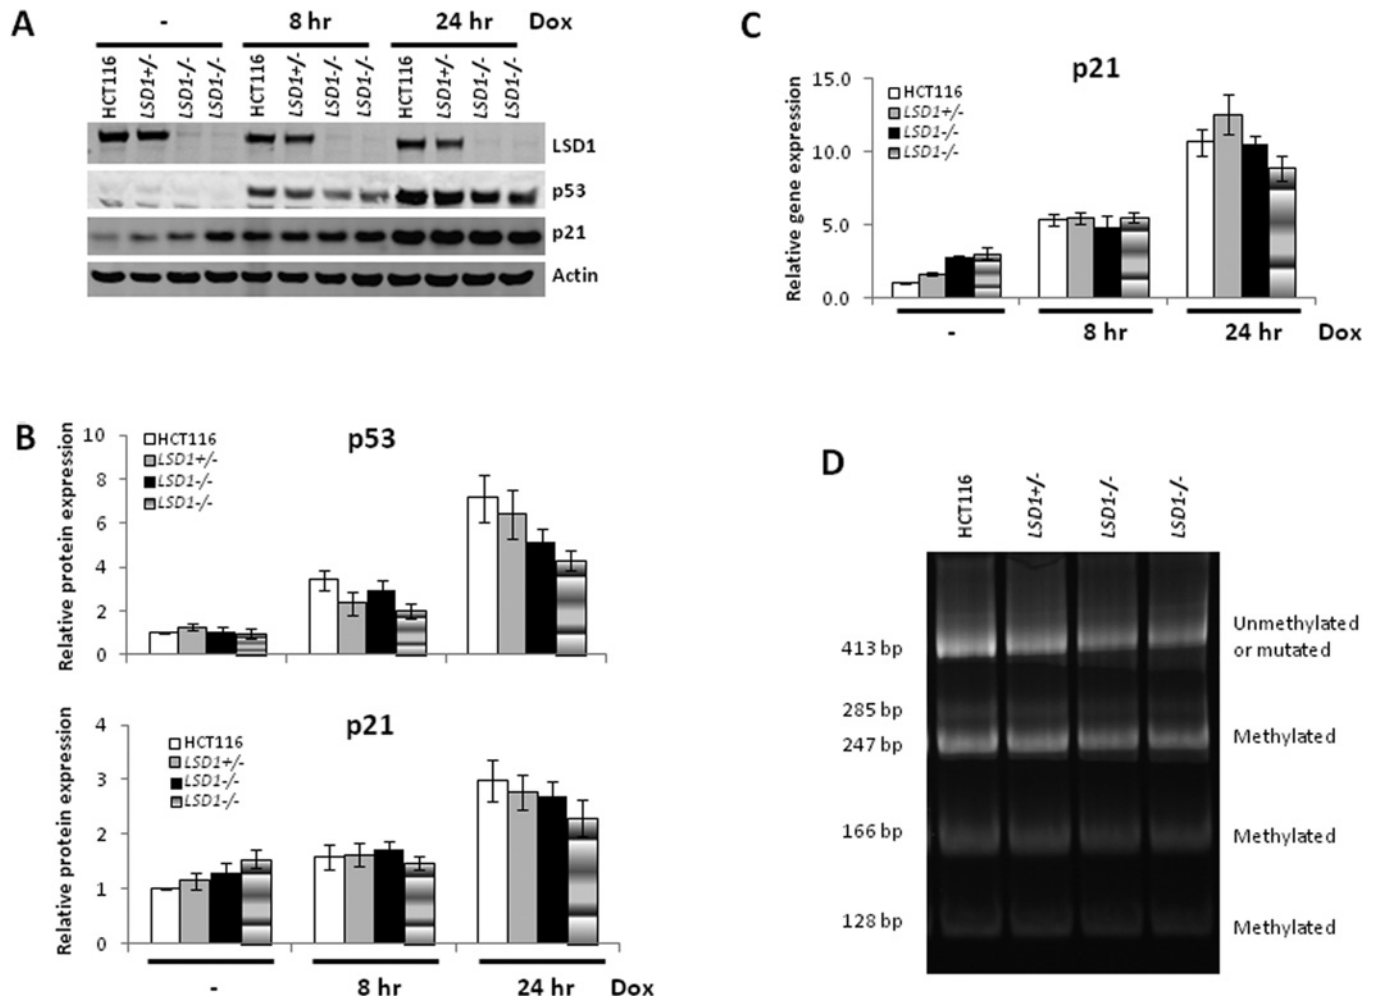 A
- 8 hr 24 hr Dox
HCT116 LSD1+/- LSD1-/- LSD1-/- HCT116 LSD1+/- LSD1-/- LSD1-/- HCT116 LSD1+/- LSD1-/- LSD1-/-
LSD1
p53
p21
Actin
B
p53
Relative protein expression
10
8
6
4
2
0
HCT116
LSD1+/-
LSD1-/-
LSD1-/-
p21
Relative protein expression
4
3
2
1
0
HCT116
LSD1+/-
LSD1-/-
LSD1-/-
- 8 hr 24 hr Dox
C
p21
Relative gene expression
15.0
10.0
5.0
0.0
HCT116
LSD1+/-
LSD1-/-
LSD1-/-
- 8 hr 24 hr Dox
D
HCT116 LSD1+/- LSD1-/- LSD1-/-
413 bp
285 bp
247 bp
166 bp
128 bp
Unmethylated
or mutated
Methylated
Methylated
Methylated